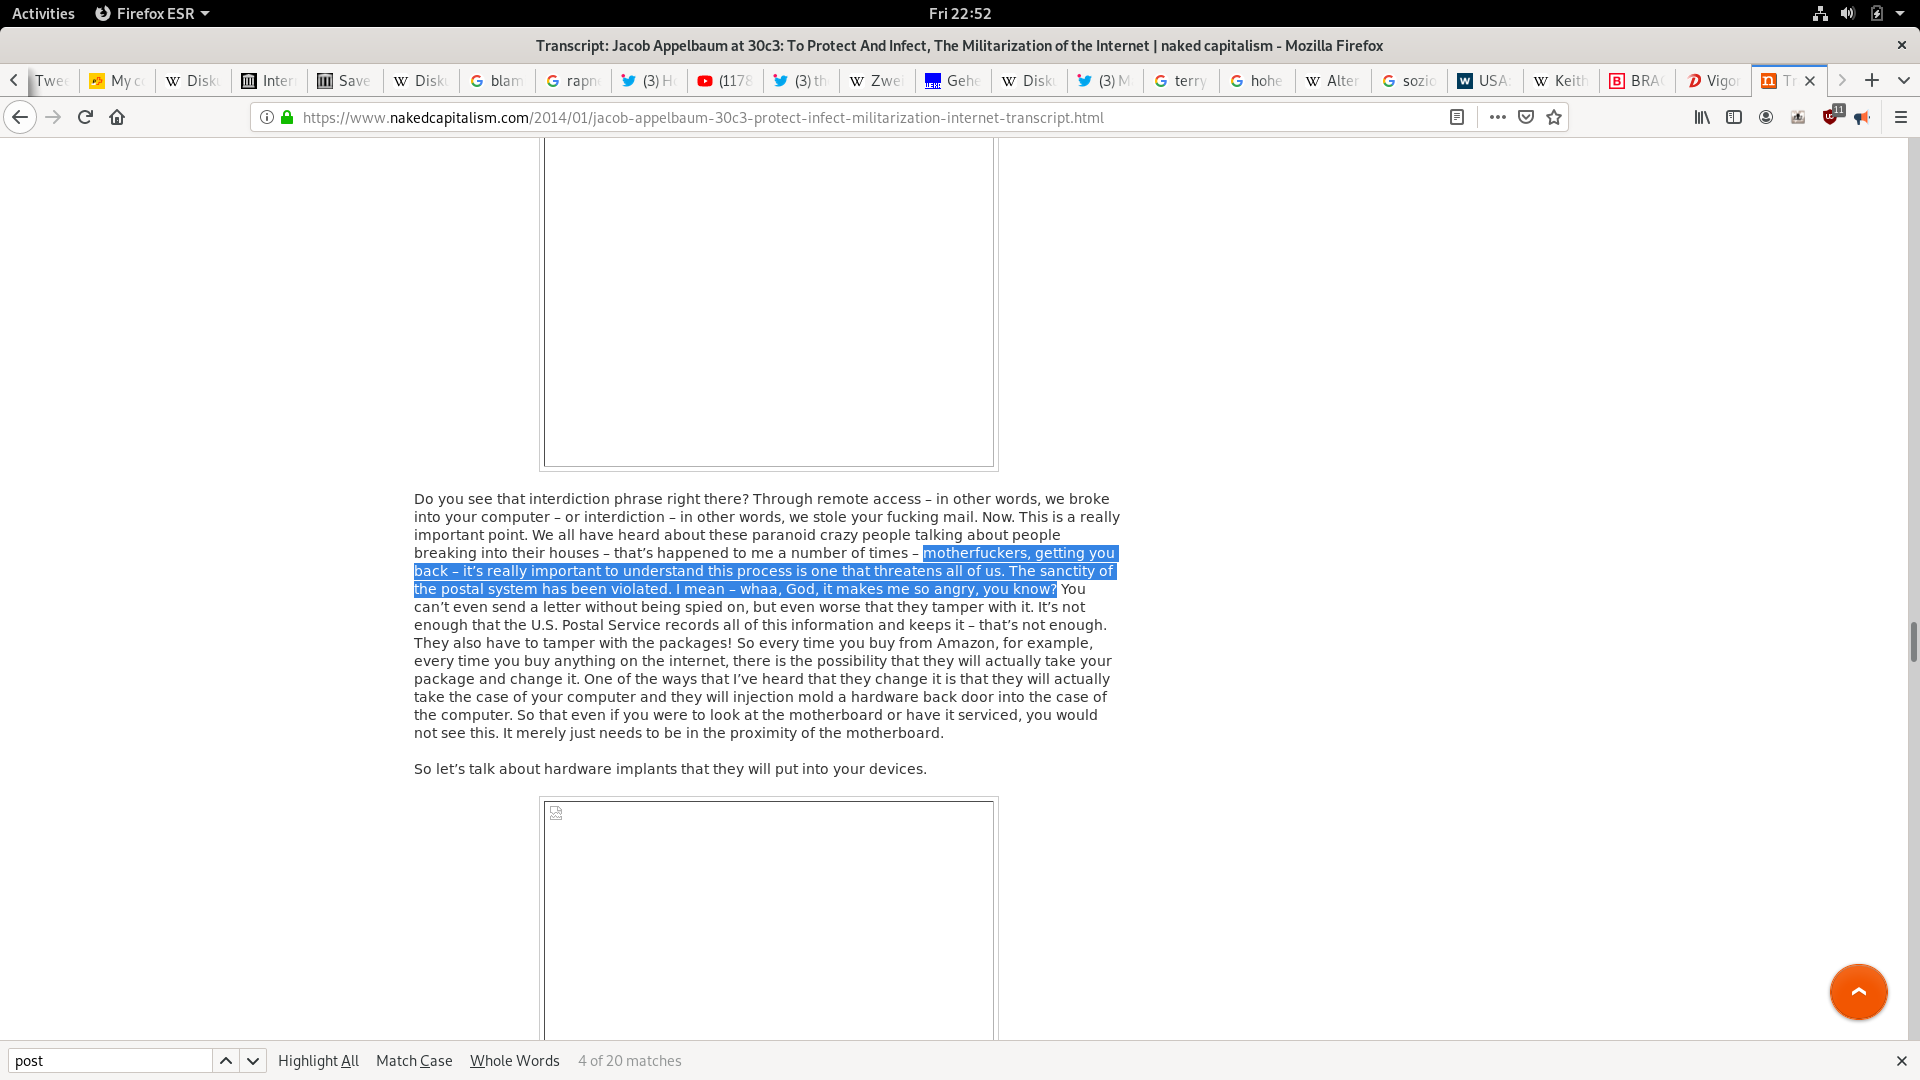 Activities Firefox ESR Fri 22:52
Transcript: Jacob Appelbaum at 30c3: To Protect And Infect, The Militarization of the Internet | naked capitalism - Mozilla Firefox
Twee My c Disku Inter Save Disku blam rapn (3) H (1178 (3) th Zwei Gehe Disku (3) M terry hohe Alter sozio USA Keith BRAC Vigor Tr
https://www.nakedcapitalism.com/2014/01/jacob-appelbaum-30c3-protect-infect-militarization-internet-transcript.html 11
Do you see that interdiction phrase right there? Through remote access – in other words, we broke
into your computer – or interdiction – in other words, we stole your fucking mail. Now. This is a really
important point. We all have heard about these paranoid crazy people talking about people
breaking into their houses – that’s happened to me a number of times – motherfuckers, getting you
back – it’s really important to understand this process is one that threatens all of us. The sanctity of
the postal system has been violated. I mean – whaa, God, it makes me so angry, you know? You
can’t even send a letter without being spied on, but even worse that they tamper with it. It’s not
enough that the U.S. Postal Service records all of this information and keeps it – that’s not enough.
They also have to tamper with the packages! So every time you buy from Amazon, for example,
every time you buy anything on the internet, there is the possibility that they will actually take your
package and change it. One of the ways that I’ve heard that they change it is that they will actually
take the case of your computer and they will injection mold a hardware back door into the case of
the computer. So that even if you were to look at the motherboard or have it serviced, you would
not see this. It merely just needs to be in the proximity of the motherboard.
So let’s talk about hardware implants that they will put into your devices.
post Highlight All Match Case Whole Words 4 of 20 matches